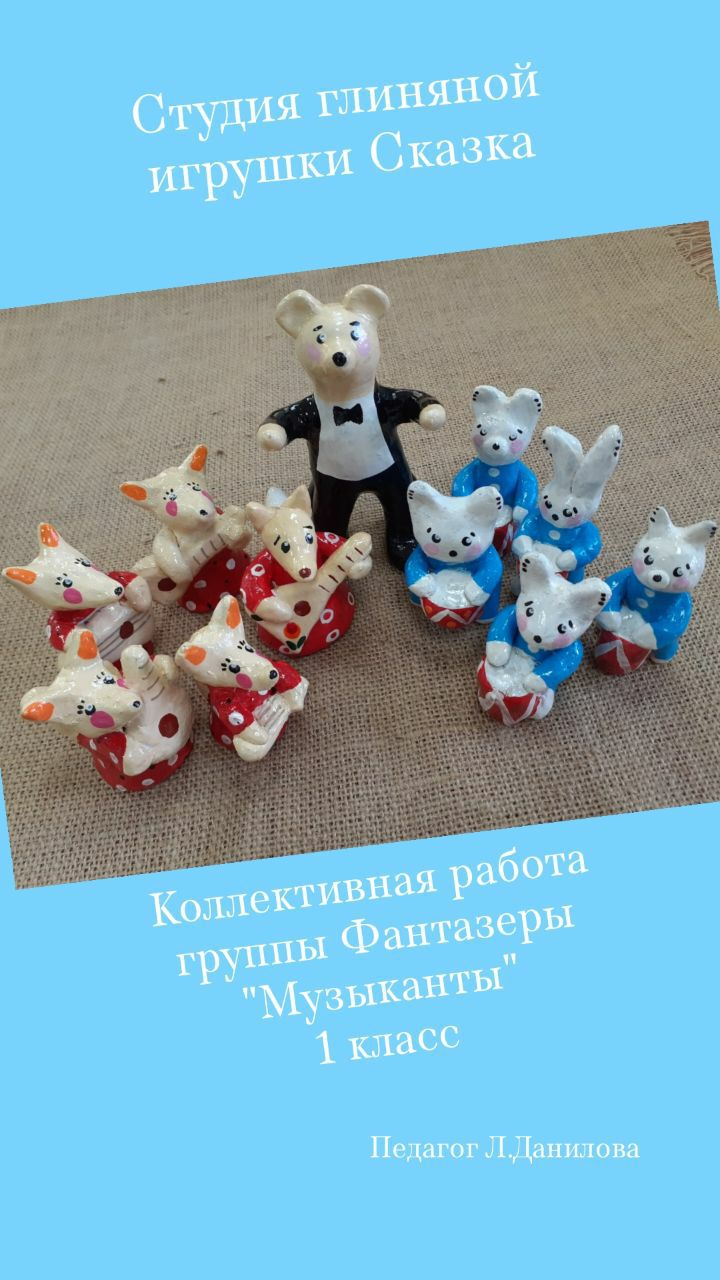 Студия глиняной
игрушки Сказка
Коллективная работа
группы Фантазеры
"Музыканты"
1 класс
Педагог Л.Данилова